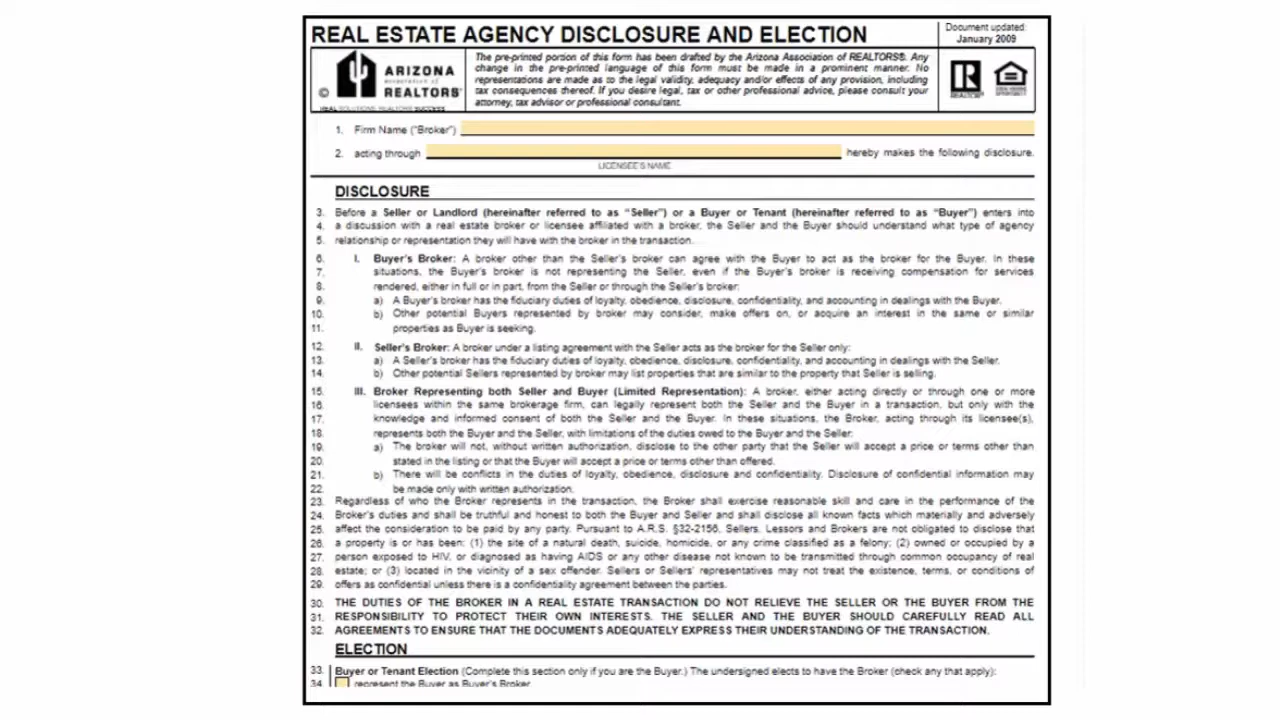 REAL ESTATE AGENCY DISCLOSURE AND ELECTION
Document updated:
January 2009
ARIZONA
REALTORS®
©
REAL SOLUTIONS. REALTOR® SUCCESS
The pre-printed portion of this form has been drafted by the Arizona Association of REALTORS®. Any
change in the pre-printed language of this form must be made in a prominent manner. No
representations are made as to the legal validity, adequacy and/or effects of any provision, including
tax consequences thereof. If you desire legal, tax or other professional advice, please consult your
attorney, tax advisor or professional consultant.
REALTOR®
1. Firm Name ("Broker")
2. acting through hereby makes the following disclosure.
LICENSEE'S NAME
DISCLOSURE
3. Before a Seller or Landlord (hereinafter referred to as "Seller") or a Buyer or Tenant (hereinafter referred to as "Buyer") enters into
4. a discussion with a real estate broker or licensee affiliated with a broker, the Seller and the Buyer should understand what type of agency
5. relationship or representation they will have with the broker in the transaction.
6. I. Buyer's Broker: A broker other than the Seller's broker can agree with the Buyer to act as the broker for the Buyer. In these
7. situations, the Buyer's broker is not representing the Seller, even if the Buyer's broker is receiving compensation for services
8. rendered, either in full or in part, from the Seller or through the Seller's broker:
9. a) A Buyer's broker has the fiduciary duties of loyalty, obedience, disclosure, confidentiality, and accounting in dealings with the Buyer.
10. b) Other potential Buyers represented by broker may consider, make offers on, or acquire an interest in the same or similar
11. properties as Buyer is seeking.
12. II. Seller's Broker: A broker under a listing agreement with the Seller acts as the broker for the Seller only:
13. a) A Seller's broker has the fiduciary duties of loyalty, obedience, disclosure, confidentiality, and accounting in dealings with the Seller.
14. b) Other potential Sellers represented by broker may list properties that are similar to the property that Seller is selling.
15. III. Broker Representing both Seller and Buyer (Limited Representation): A broker, either acting directly or through one or more
16. licensees within the same brokerage firm, can legally represent both the Seller and the Buyer in a transaction, but only with the
17. knowledge and informed consent of both the Seller and the Buyer. In these situations, the Broker, acting through its licensee(s),
18. represents both the Buyer and the Seller, with limitations of the duties owed to the Buyer and the Seller:
19. a) The broker will not, without written authorization, disclose to the other party that the Seller will accept a price or terms other than
20. stated in the listing or that the Buyer will accept a price or terms other than offered.
21. b) There will be conflicts in the duties of loyalty, obedience, disclosure and confidentiality. Disclosure of confidential information may
22. be made only with written authorization.
23. Regardless of who the Broker represents in the transaction, the Broker shall exercise reasonable skill and care in the performance of the
24. Broker's duties and shall be truthful and honest to both the Buyer and Seller and shall disclose all known facts which materially and adversely
25. affect the consideration to be paid by any party. Pursuant to A.R.S. §32-2156, Sellers, Lessors and Brokers are not obligated to disclose that
26. a property is or has been: (1) the site of a natural death, suicide, homicide, or any crime classified as a felony; (2) owned or occupied by a
27. person exposed to HIV, or diagnosed as having AIDS or any other disease not known to be transmitted through common occupancy of real
28. estate; or (3) located in the vicinity of a sex offender. Sellers or Sellers' representatives may not treat the existence, terms, or conditions of
29. offers as confidential unless there is a confidentiality agreement between the parties.
30. THE DUTIES OF THE BROKER IN A REAL ESTATE TRANSACTION DO NOT RELIEVE THE SELLER OR THE BUYER FROM THE
31. RESPONSIBILITY TO PROTECT THEIR OWN INTERESTS. THE SELLER AND THE BUYER SHOULD CAREFULLY READ ALL
32. AGREEMENTS TO ENSURE THAT THE DOCUMENTS ADEQUATELY EXPRESS THEIR UNDERSTANDING OF THE TRANSACTION.
ELECTION
33. Buyer or Tenant Election (Complete this section only if you are the Buyer.) The undersigned elects to have the Broker (check any that apply):
34. represent the Buyer as Buyer's Broker.